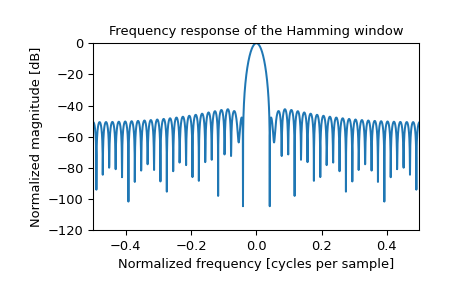 Frequency response of the Hamming window
Normalized magnitude [dB]
0
−20
−40
−60
−80
−100
−120
−0.4 −0.2 0.0 0.2 0.4
Normalized frequency [cycles per sample]